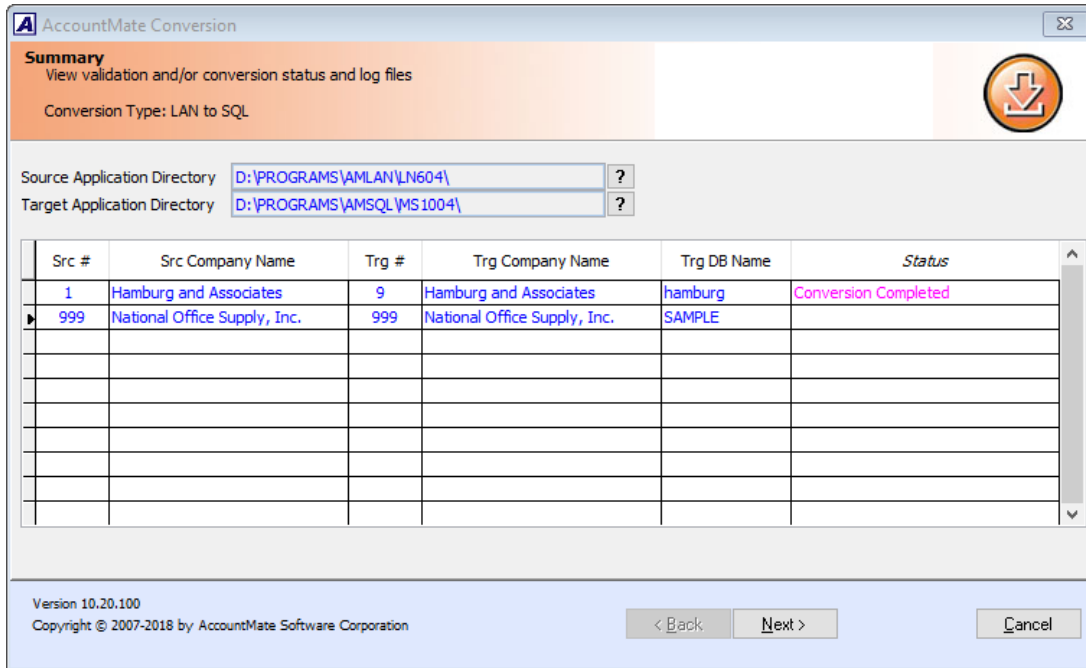 A AccountMate Conversion
Summary
View validation and/or conversion status and log files
Conversion Type: LAN to SQL
Source Application Directory D:\PROGRAMS\AMLAN\LN604\ ?
Target Application Directory D:\PROGRAMS\AMSQL\MS1004\ ?
Src # Src Company Name Trg # Trg Company Name Trg DB Name Status
1 Hamburg and Associates 9 Hamburg and Associates hamburg Conversion Completed
999 National Office Supply, Inc. 999 National Office Supply, Inc. SAMPLE
Version 10.20.100
Copyright © 2007-2018 by AccountMate Software Corporation
< Back Next > Cancel